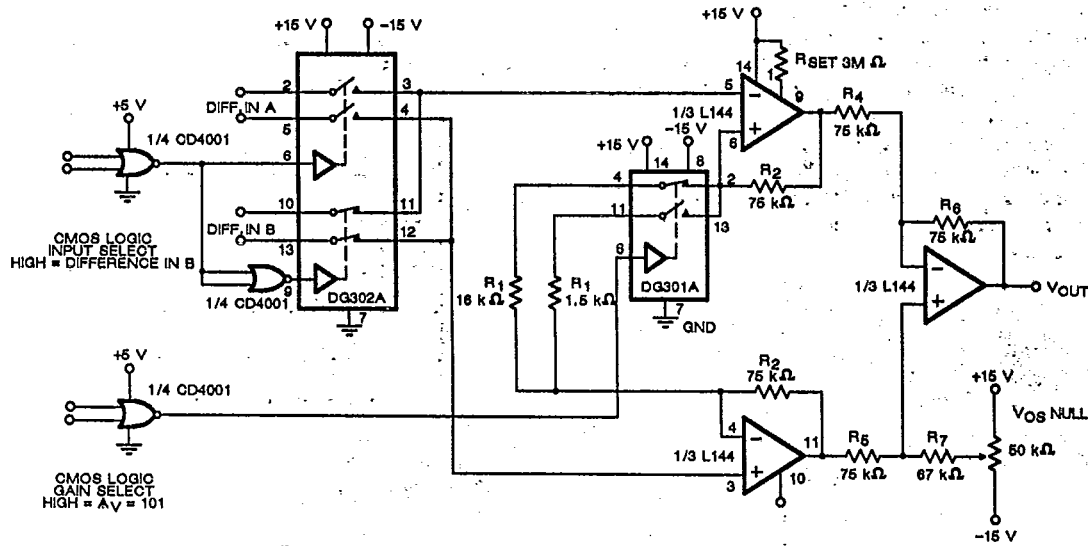 +15 V
-15 V
2
3
DIFF, IN A
5
4
+5 V
1/4 CD4001
6
10
11
DIFF, IN B
13
12
CMOS LOGIC
INPUT SELECT
HIGH = DIFFERENCE IN B
9
1/4 CD4001
DG302A
7
+5 V
1/4 CD4001
CMOS LOGIC
GAIN SELECT
HIGH = AV = 101
+15 V
14
1
RSET 3M Ω
5
9
6
1/3 L144
R4
75 kΩ
+15 V
-15 V
14
8
4
2
11
13
6
DG301A
7
GND
R2
75 kΩ
R1
16 kΩ
R1
1.5 kΩ
R6
75 kΩ
1/3 L144
VOUT
R2
75 kΩ
4
11
3
10
1/3 L144
R5
75 kΩ
R7
67 kΩ
+15 V
VOS NULL
50 kΩ
-15 V